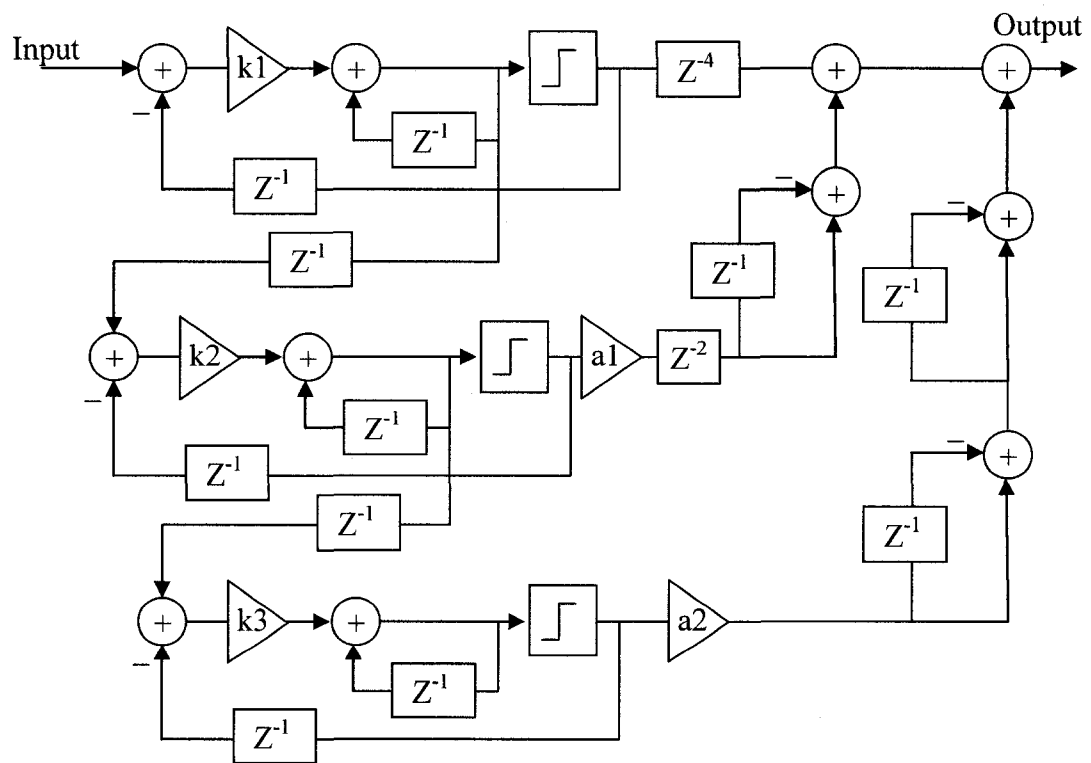 Input
Output
+
k1
+
Z⁻⁴
+
+
−
Z⁻¹
Z⁻¹
−
+
−
+
Z⁻¹
Z⁻¹
Z⁻¹
+
k2
+
a1
Z⁻²
−
Z⁻¹
Z⁻¹
−
+
Z⁻¹
Z⁻¹
+
k3
+
a2
−
Z⁻¹
Z⁻¹